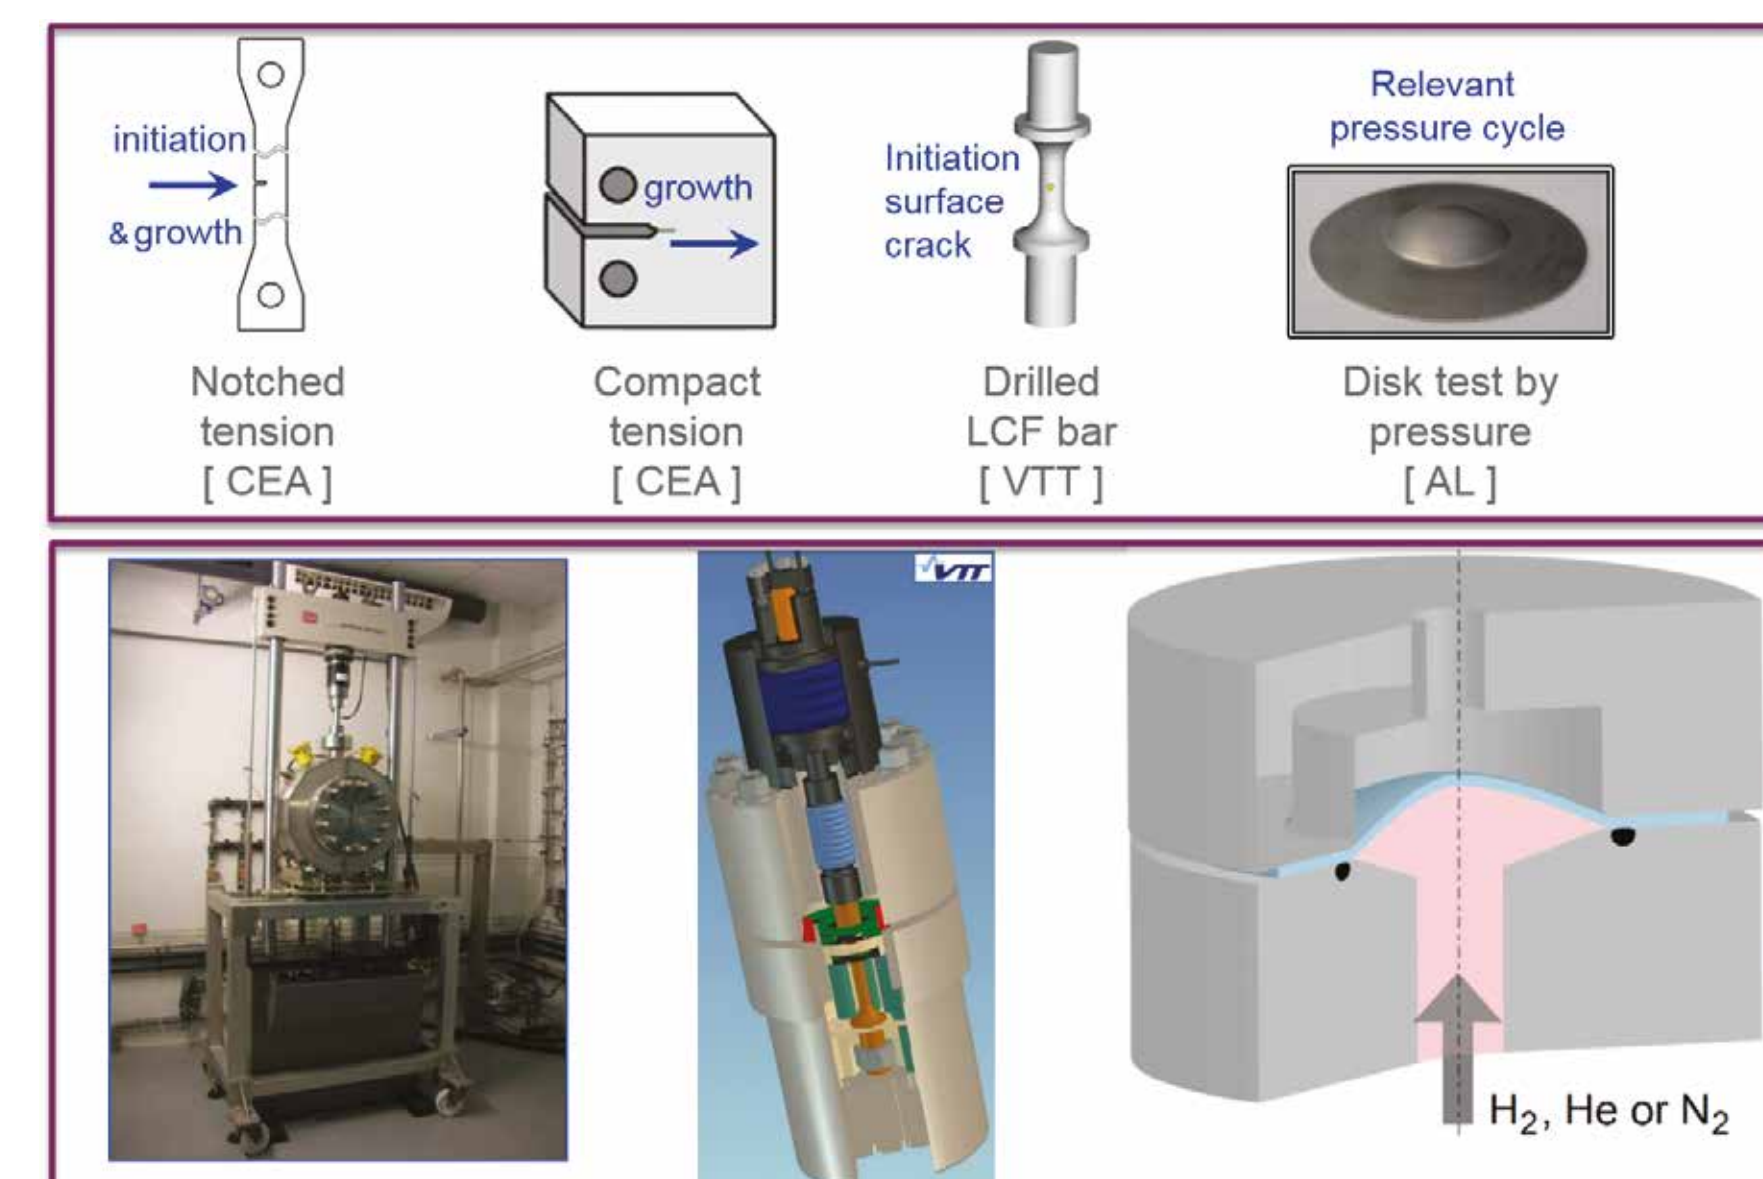 initiation
& growth
growth
Initiation
surface
crack
Relevant
pressure cycle
Notched
tension
[ CEA ]
Compact
tension
[ CEA ]
Drilled
LCF bar
[ VTT ]
Disk test by
pressure
[ AL ]
VTT
H₂, He or N₂